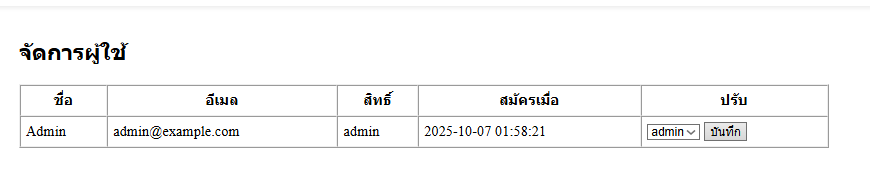 จัดการผู้ใช้
ชื่อ อีเมล สิทธิ์ สมัครเมื่อ ปรับ
Admin admin@example.com admin 2025-10-07 01:58:21 admin บันทึก